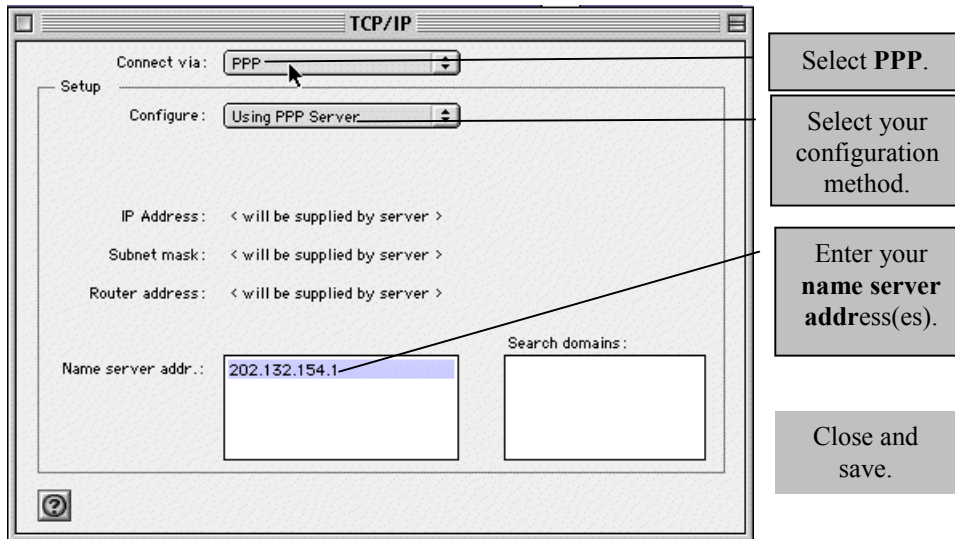 TCP/IP
Connect via: PPP
Setup
Configure: Using PPP Server
IP Address: < will be supplied by server >
Subnet mask: < will be supplied by server >
Router address: < will be supplied by server >
Search domains:
Name server addr.: 202.132.154.1
?
Select PPP.
Select your
configuration
method.
Enter your
name server
address(es).
Close and
save.